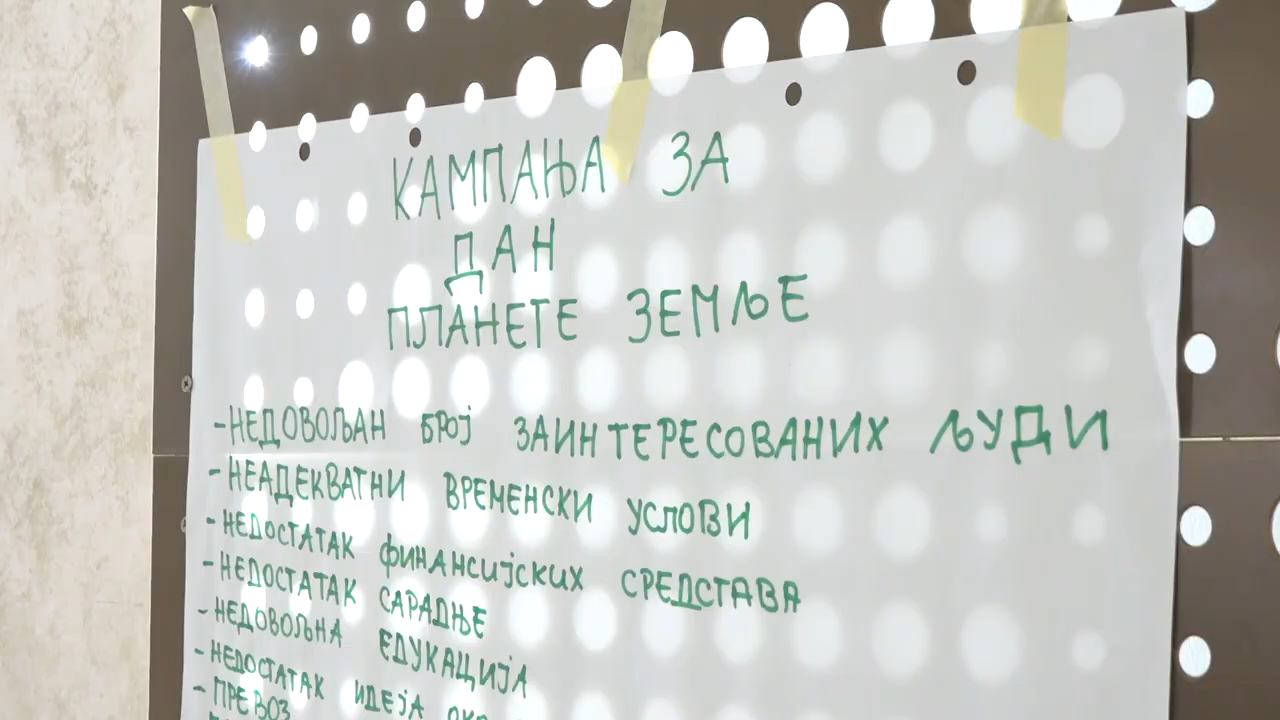 КАМПАЊА ЗА
ДАН
ПЛАНЕТЕ ЗЕМЉЕ
-НЕДОВОЉАН БРОЈ ЗАИНТЕРЕСОВАНИХ ЉУДИ
-НЕАДЕКВАТНИ ВРЕМЕНСКИ УСЛОВИ
-НЕДОСТАТАК ФИНАНСИЈСКИХ СРЕДСТАВА
-НЕДОСТАТАК САРАДЊЕ
-НЕДОВОЉНА ЕДУКАЦИЈА
-НЕДОСТАТАК ИДЕЈА
-ПРЕВОЗ